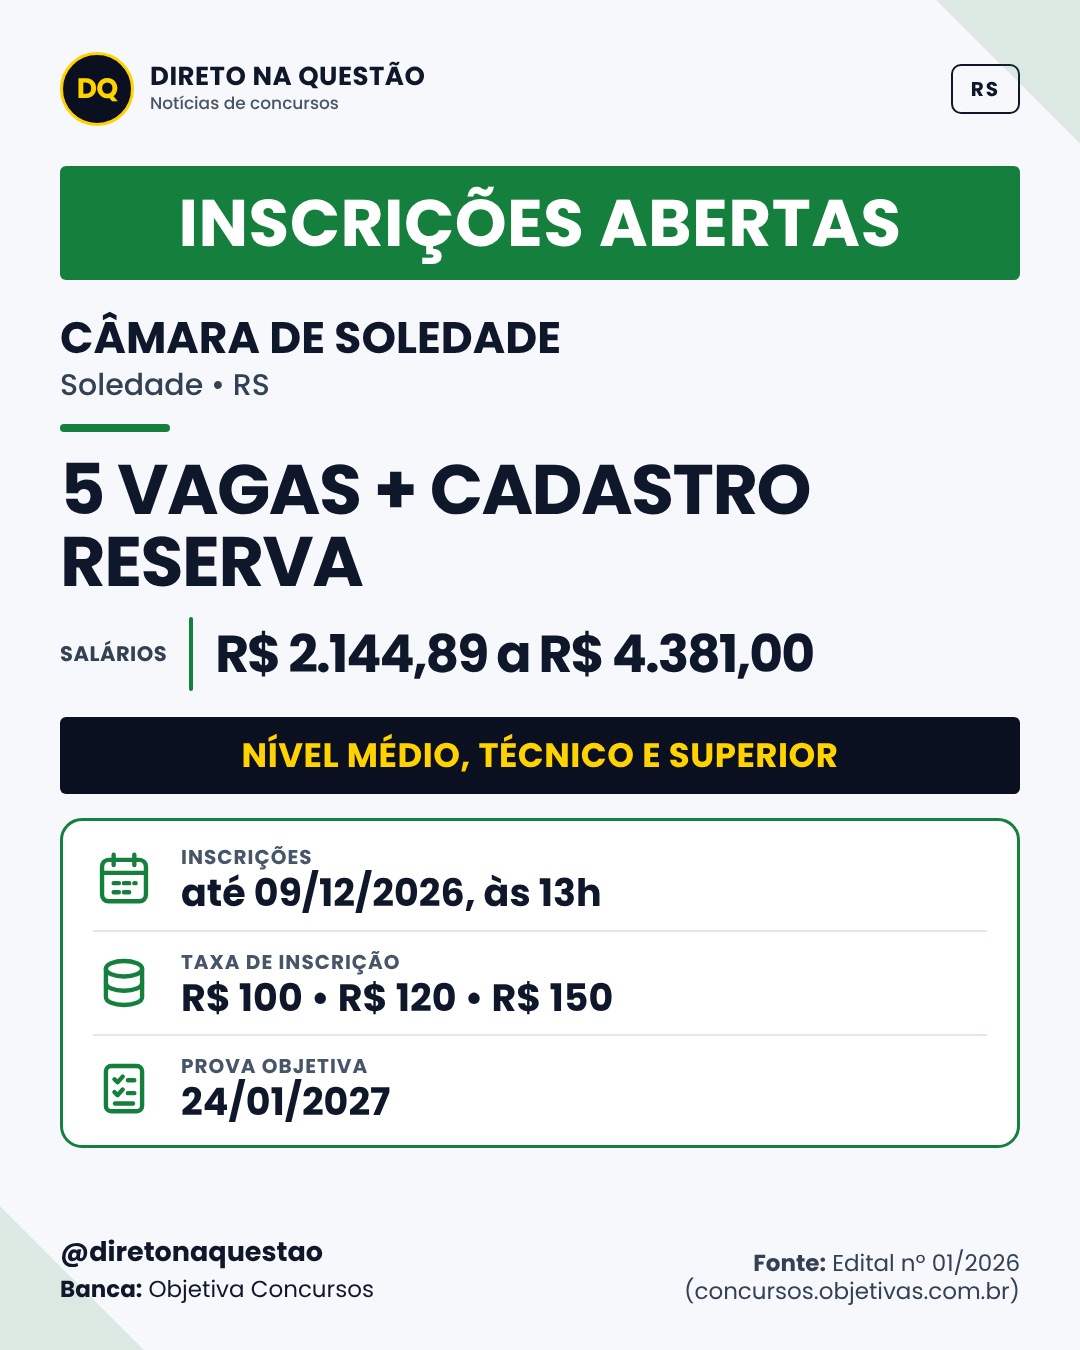 DQ
DIRETO NA QUESTÃO
Notícias de concursos
RS
INSCRIÇÕES ABERTAS
CÂMARA DE SOLEDADE
Soledade • RS
5 VAGAS + CADASTRO
RESERVA
SALÁRIOS
R$ 2.144,89 a R$ 4.381,00
NÍVEL MÉDIO, TÉCNICO E SUPERIOR
INSCRIÇÕES
até 09/12/2026, às 13h
TAXA DE INSCRIÇÃO
R$ 100 • R$ 120 • R$ 150
PROVA OBJETIVA
24/01/2027
@diretonaquestao
Banca: Objetiva Concursos
Fonte: Edital nº 01/2026
(concursos.objetivas.com.br)